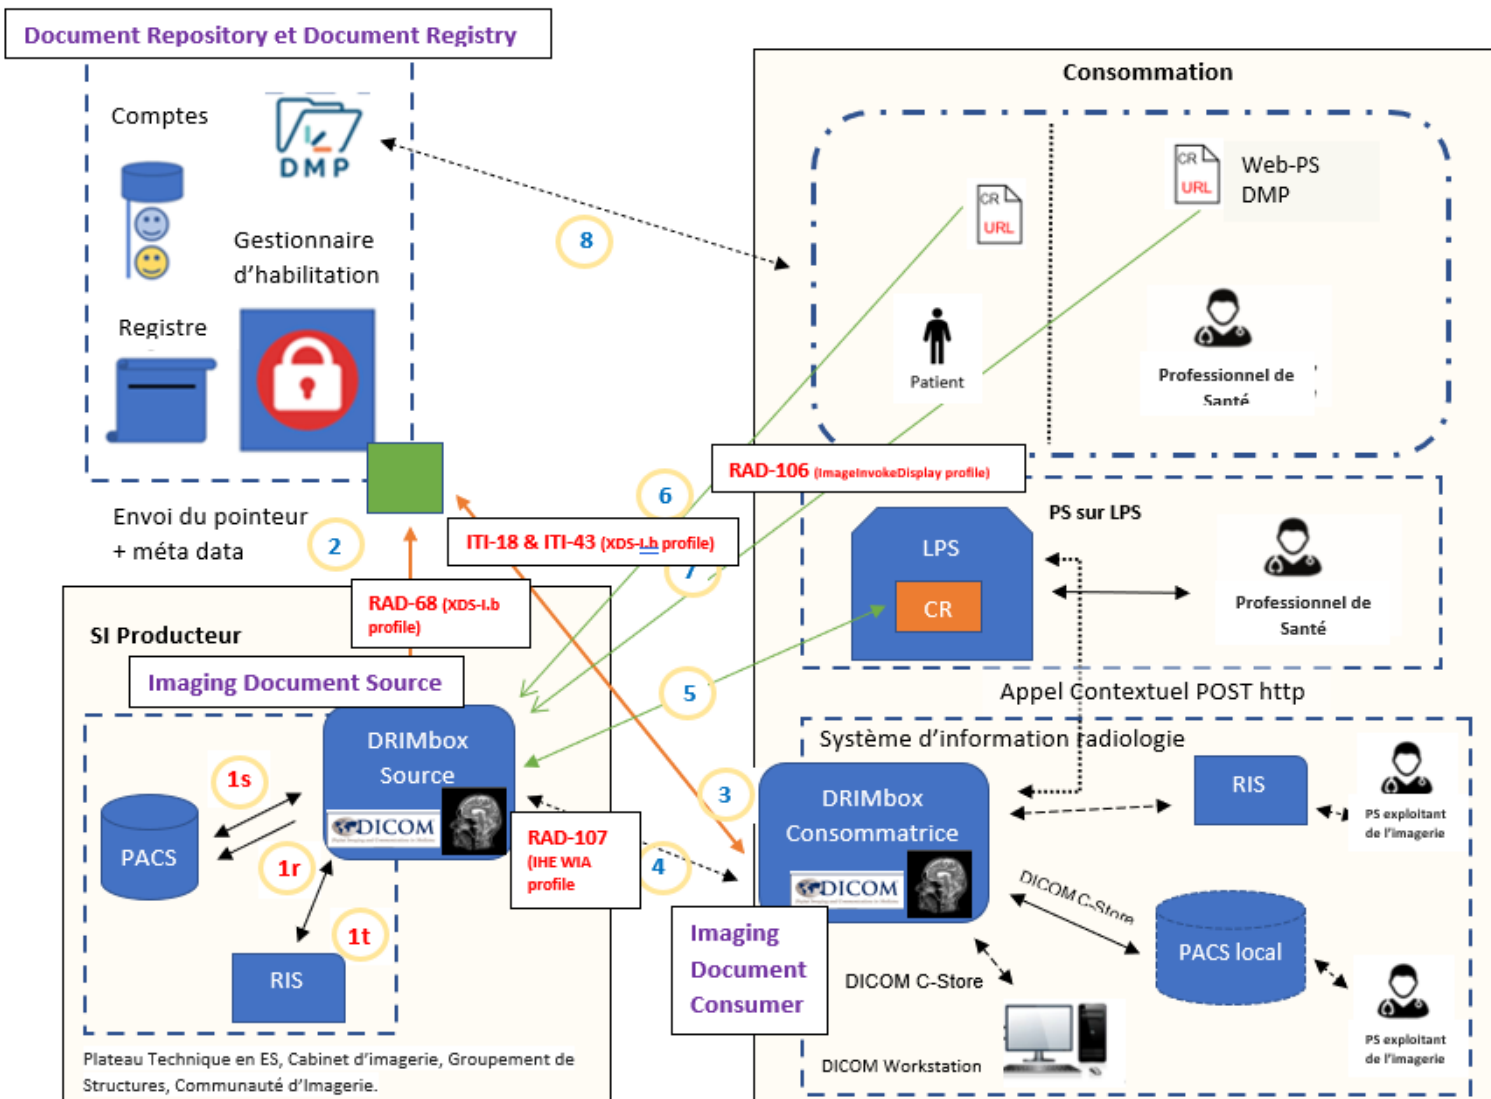 Document Repository et Document Registry
Comptes
DMP
Gestionnaire
d'habilitation
Registre
Envoi du pointeur
+ méta data
2
8
Consommation
CR
URL
CR
URL
Web-PS
DMP
Patient
Professionnel de
Santé
RAD-106 (ImageInvokeDisplay profile)
6
ITI-18 & ITI-43 (XDS-I.b profile)
7
RAD-68 (XDS-I.b
profile)
PS sur LPS
LPS
CR
Professionnel de
Santé
5
Appel Contextuel POST http
SI Producteur
Imaging Document Source
DRIMbox
Source
DICOM
1s
PACS
1r
1t
RIS
Plateau Technique en ES, Cabinet d'imagerie, Groupement de
Structures, Communauté d'Imagerie.
RAD-107
(IHE WIA
profile
3
4
Système d'information radiologie
DRIMbox
Consommatrice
DICOM
RIS
PS exploitant
de l'imagerie
Imaging
Document
Consumer
DICOM C-Store
PACS local
DICOM C-Store
DICOM Workstation
PS exploitant
de l'imagerie